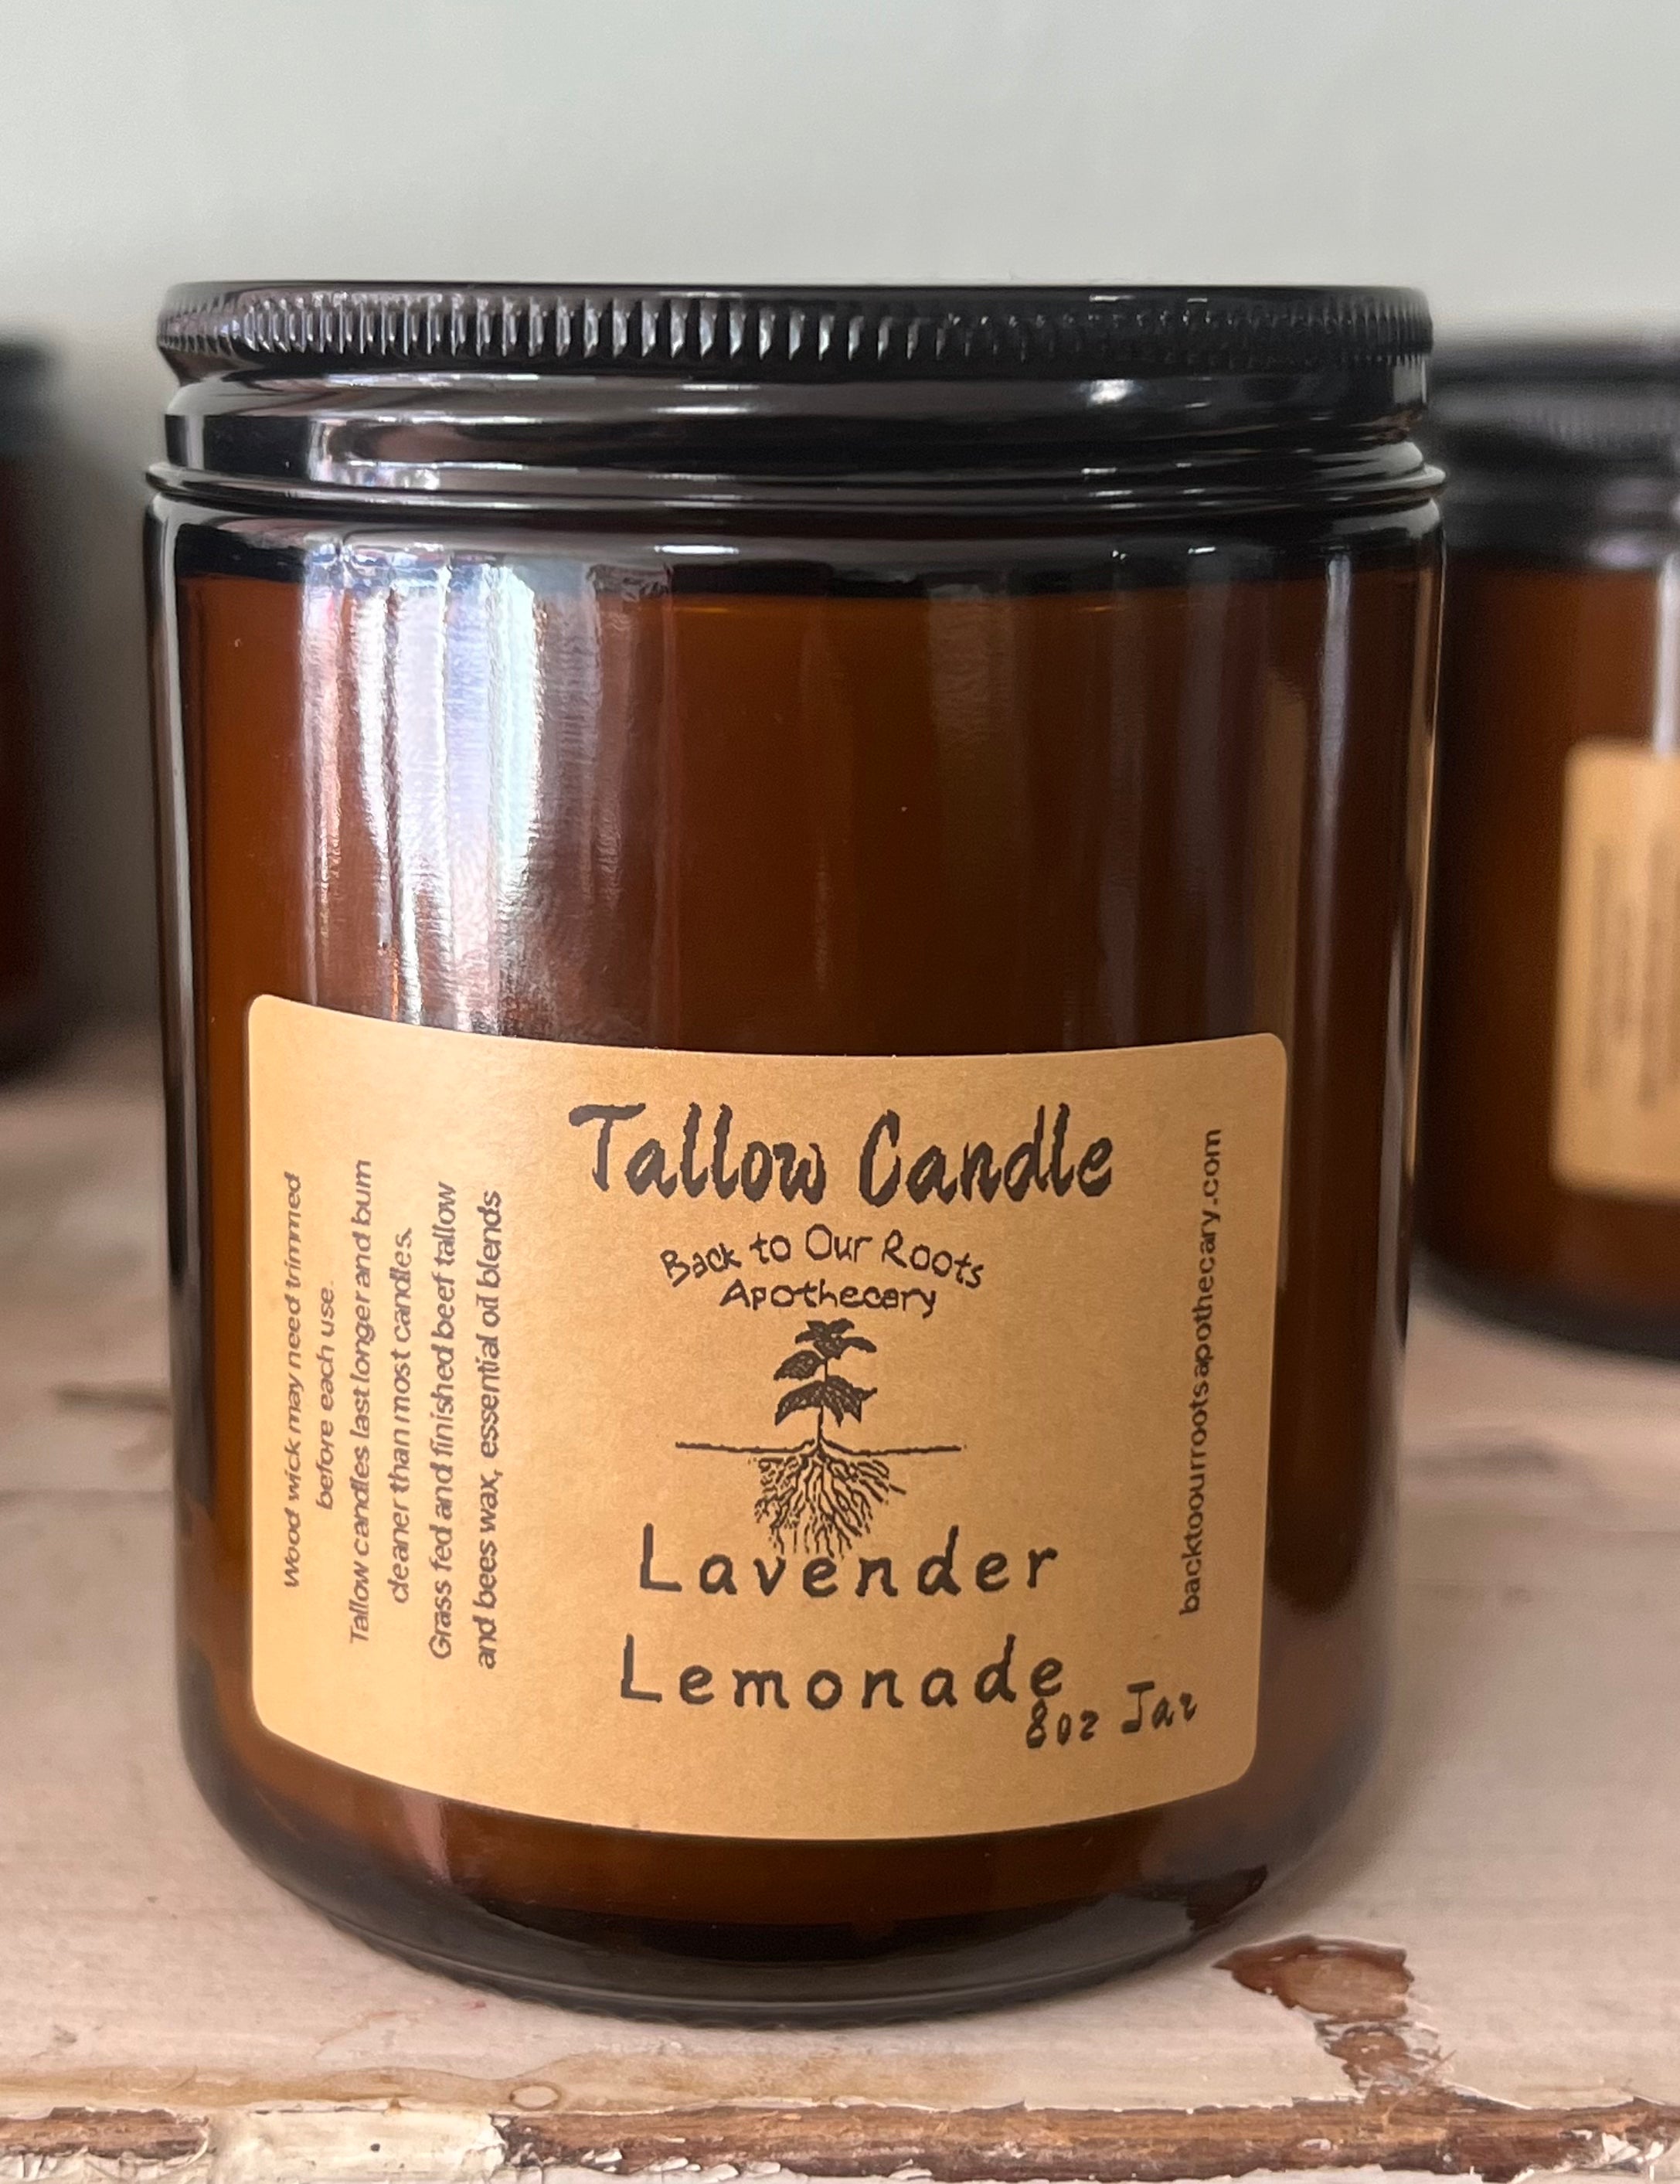 Tallow Candle
Back to Our Roots
Apothecary
Lavender
Lemonade
8oz Jar
Wood wick may need trimmed
before each use.
Tallow candles last longer and burn
cleaner than most candles.
Grass fed and finished beef tallow
and bees wax, essential oil blends
backtoourrootsapothecary.com